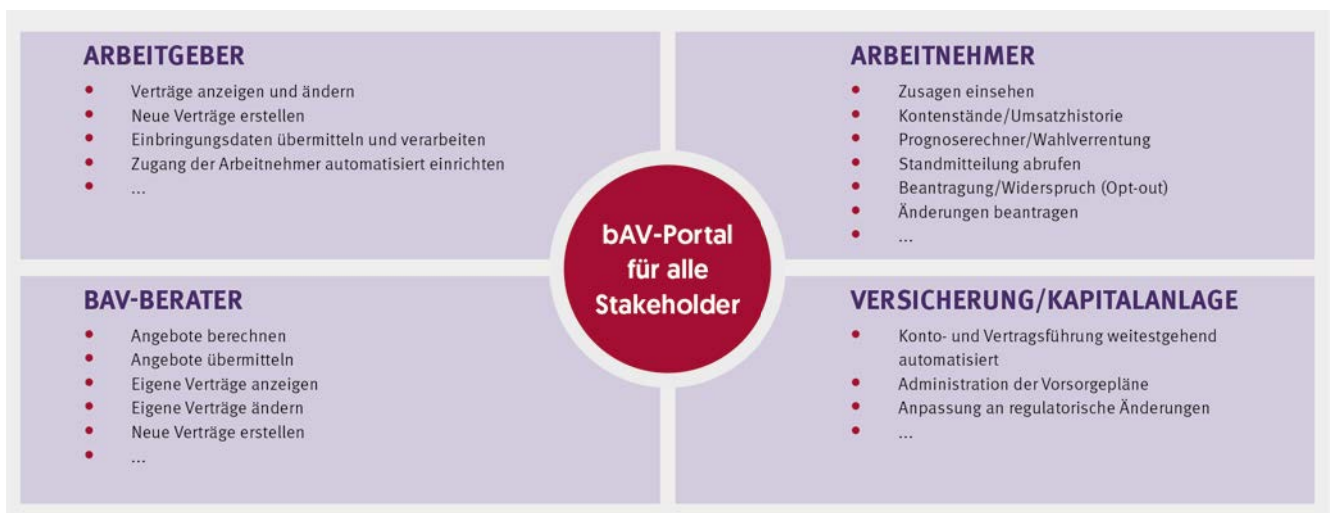 ARBEITGEBER
• Verträge anzeigen und ändern
• Neue Verträge erstellen
• Einbringungsdaten übermitteln und verarbeiten
• Zugang der Arbeitnehmer automatisiert einrichten
• ...
ARBEITNEHMER
• Zusagen einsehen
• Kontenstände/Umsatzhistorie
• Prognoserechner/Wahlverrentung
• Standmitteilung abrufen
• Beantragung/Widerspruch (Opt-out)
• Änderungen beantragen
• ...
bAV-Portal
für alle
Stakeholder
BAV-BERATER
• Angebote berechnen
• Angebote übermitteln
• Eigene Verträge anzeigen
• Eigene Verträge ändern
• Neue Verträge erstellen
• ...
VERSICHERUNG/KAPITALANLAGE
• Konto- und Vertragsführung weitestgehend
automatisiert
• Administration der Vorsorgepläne
• Anpassung an regulatorische Änderungen
• ...